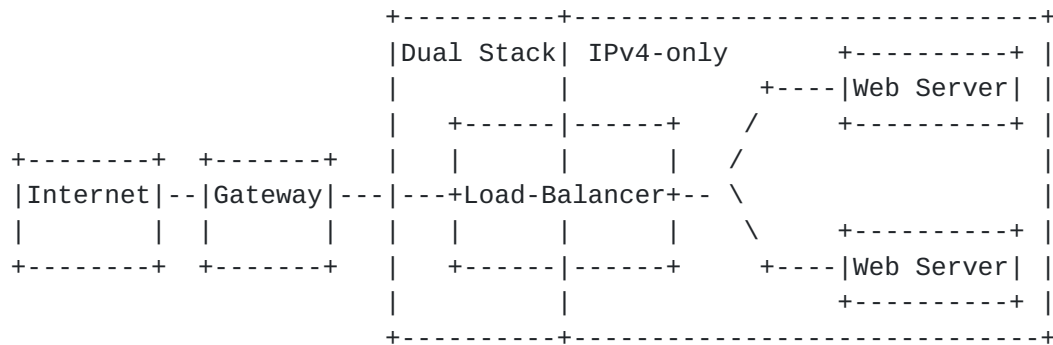 Dual Stack IPv4-only
Web Server
Internet Gateway Load-Balancer
Web Server